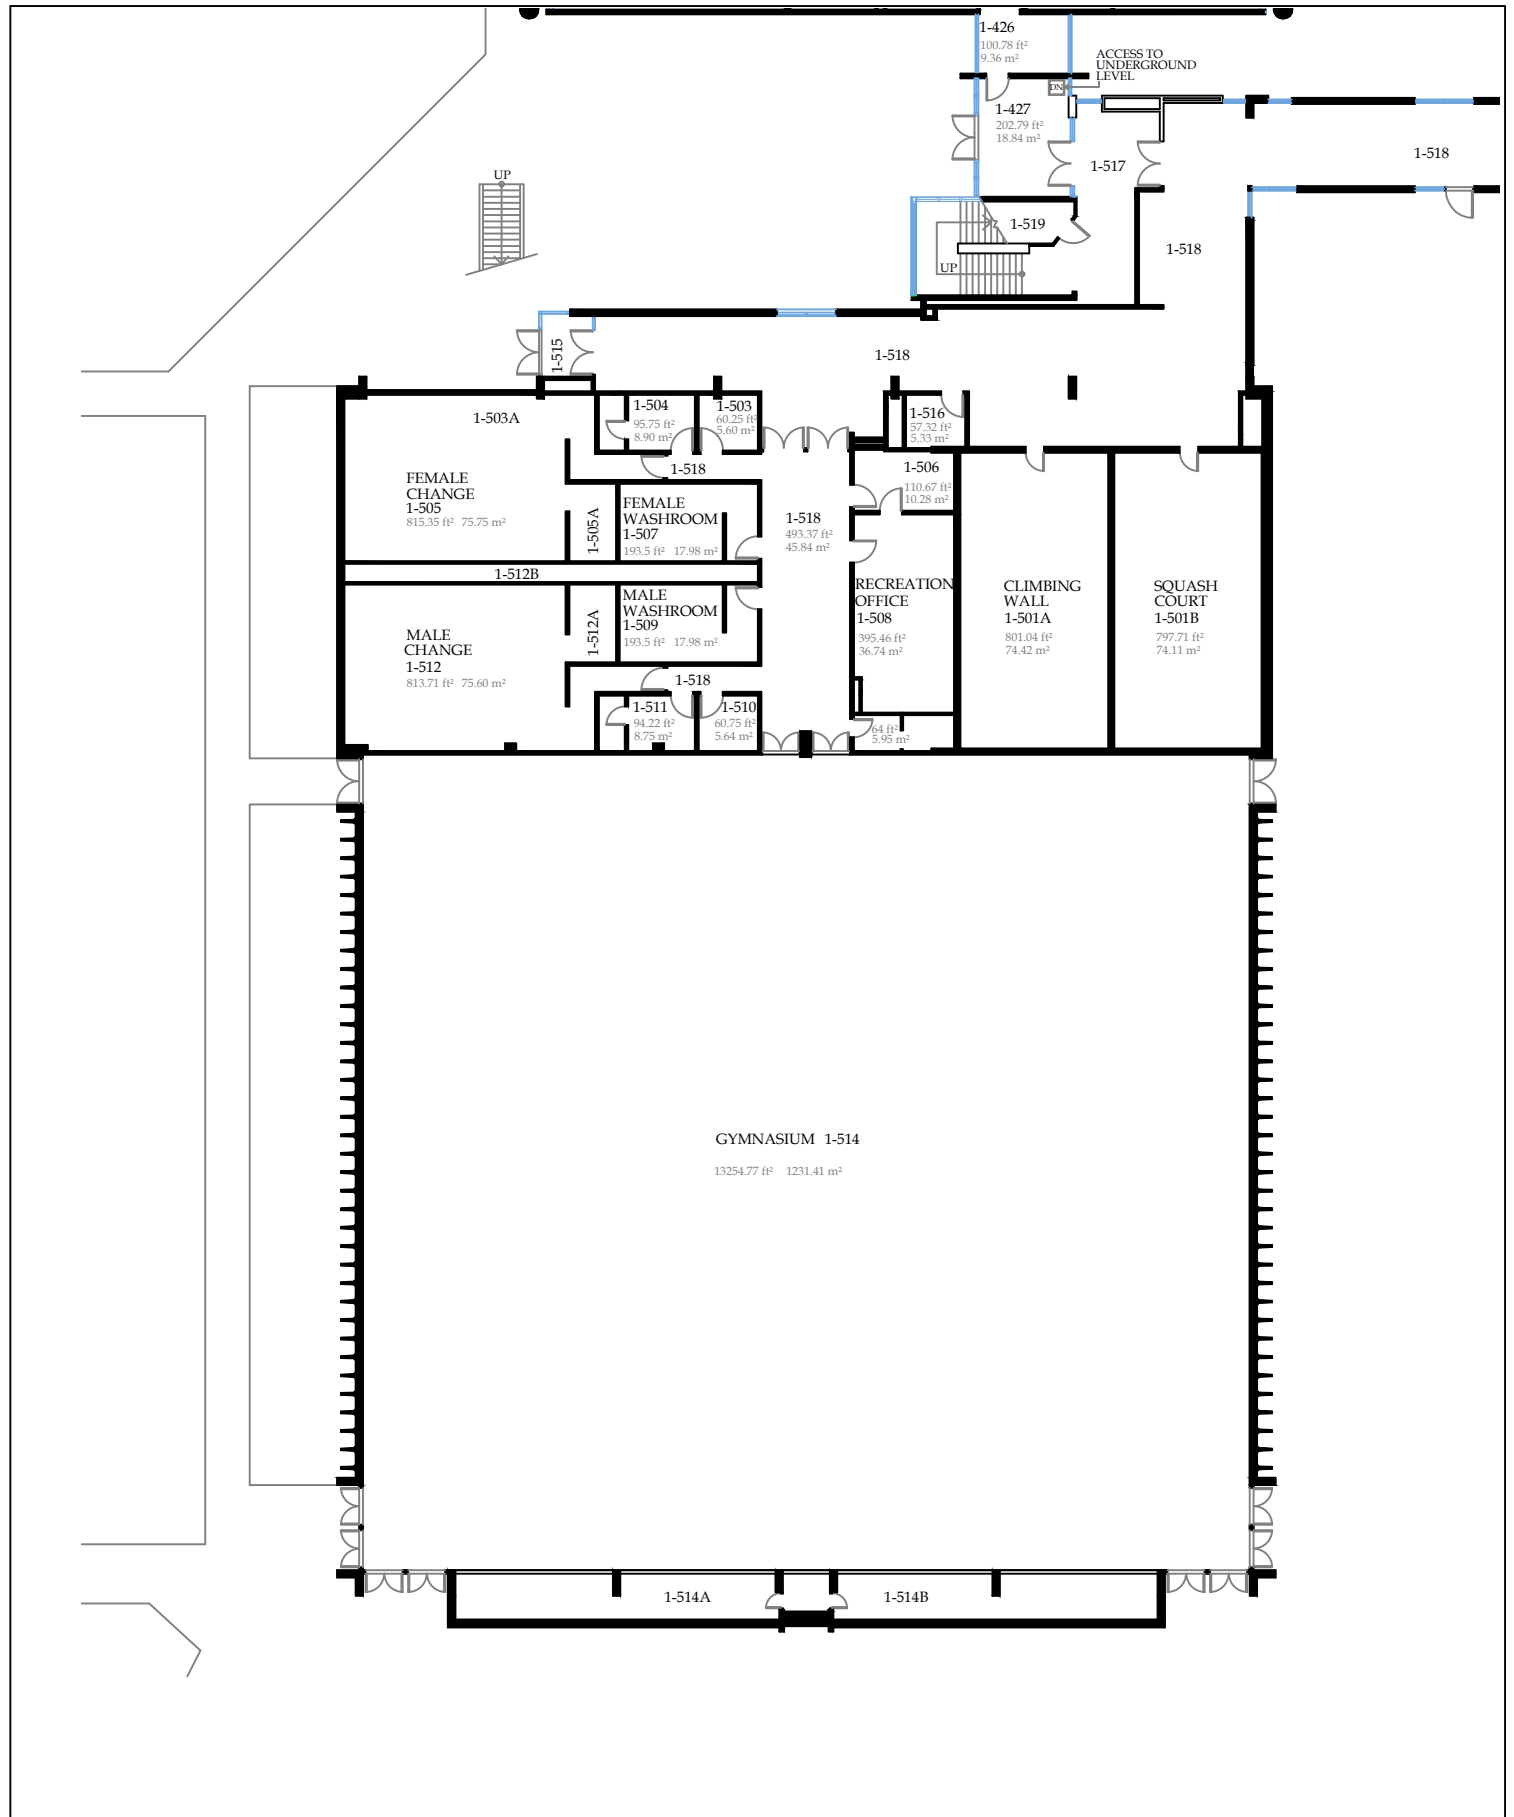 1-426
100.78 ft²
9.36 m²
ACCESS TO
UNDERGROUND
LEVEL
DN
1-427
202.79 ft²
18.84 m²
1-517
1-518
UP
1-519
1-518
UP
1-515
1-518
1-503A
1-504
95.75 ft²
8.90 m²
1-503
60.25 ft²
5.60 m²
1-516
57.32 ft²
5.33 m²
1-518
1-506
110.67 ft²
10.28 m²
FEMALE
CHANGE
1-505
815.35 ft² 75.75 m²
1-505A
FEMALE
WASHROOM
1-507
193.5 ft² 17.98 m²
1-518
493.37 ft²
45.84 m²
1-512B
RECREATION
OFFICE
1-508
395.46 ft²
36.74 m²
CLIMBING
WALL
1-501A
801.04 ft²
74.42 m²
SQUASH
COURT
1-501B
797.71 ft²
74.11 m²
MALE
CHANGE
1-512
813.71 ft² 75.60 m²
1-512A
MALE
WASHROOM
1-509
193.5 ft² 17.98 m²
1-518
1-511
94.22 ft²
8.75 m²
1-510
60.75 ft²
5.64 m²
64 ft²
5.95 m²
GYMNASIUM 1-514
13254.77 ft² 1231.41 m²
1-514A
1-514B